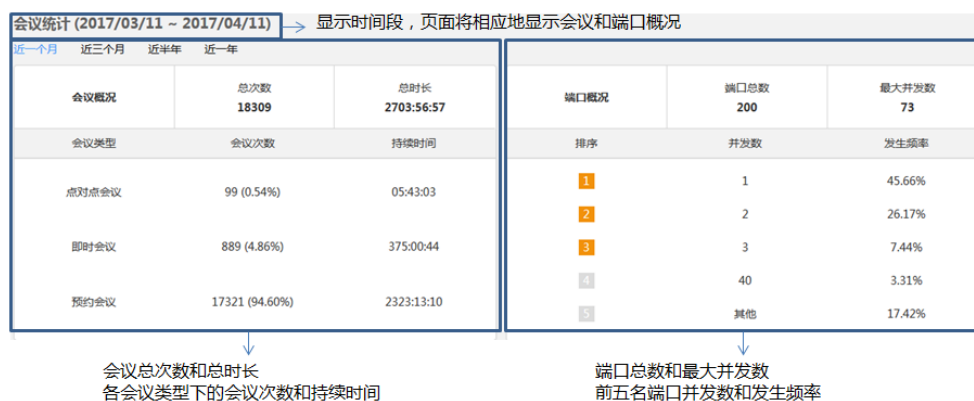 会议统计 (2017/03/11 ~ 2017/04/11)
显示时间段，页面将相应地显示会议和端口概况
近一个月 近三个月 近半年 近一年
会议概况 总次数 18309 总时长 2703:56:57
会议类型 会议次数 持续时间
点对点会议 99 (0.54%) 05:43:03
即时会议 889 (4.86%) 375:00:44
预约会议 17321 (94.60%) 2323:13:10
端口概况 端口总数 200 最大并发数 73
排序 并发数 发生频率
1 1 45.66%
2 2 26.17%
3 3 7.44%
4 40 3.31%
5 其他 17.42%
会议总次数和总时长
各会议类型下的会议次数和持续时间
端口总数和最大并发数
前五名端口并发数和发生频率